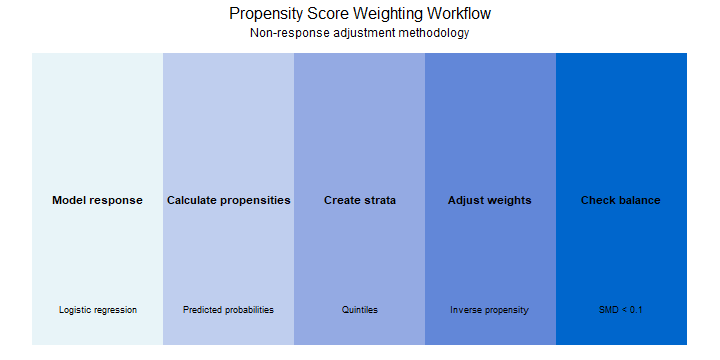 Propensity Score Weighting Workflow
Non-response adjustment methodology
Model response
Calculate propensities
Create strata
Adjust weights
Check balance
Logistic regression
Predicted probabilities
Quintiles
Inverse propensity
SMD < 0.1